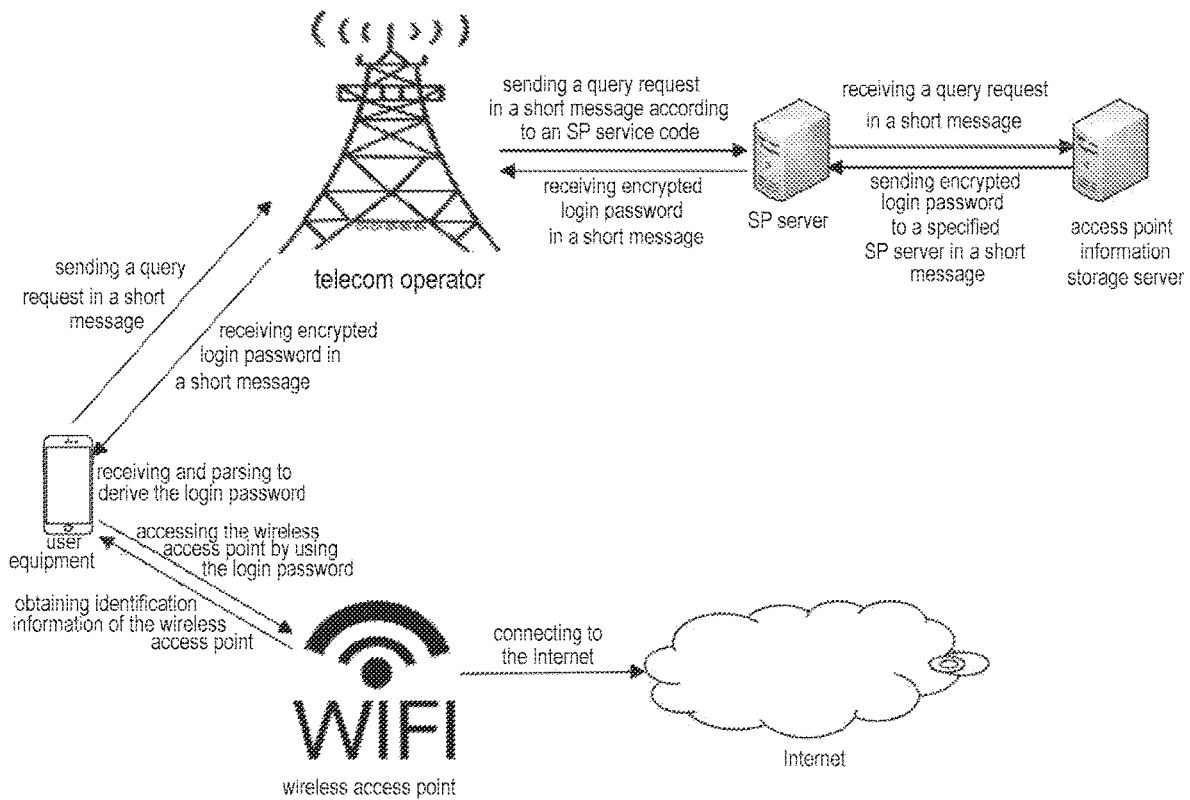 sending a query request
in a short message according
to an SP service code
receiving a query request
in a short message
receiving encrypted
login password
in a short message
SP server
sending encrypted
login password
to a specified
SP server in a short
message
access point
information
storage server
telecom operator
sending a query
request in a short
message
receiving encrypted
login password in
a short message
receiving and parsing to
derive the login password
user
equipment
accessing the wireless
access point by using
the login password
obtaining identification
information of the wireless
access point
connecting to
the Internet
WIFI
wireless access point
Internet